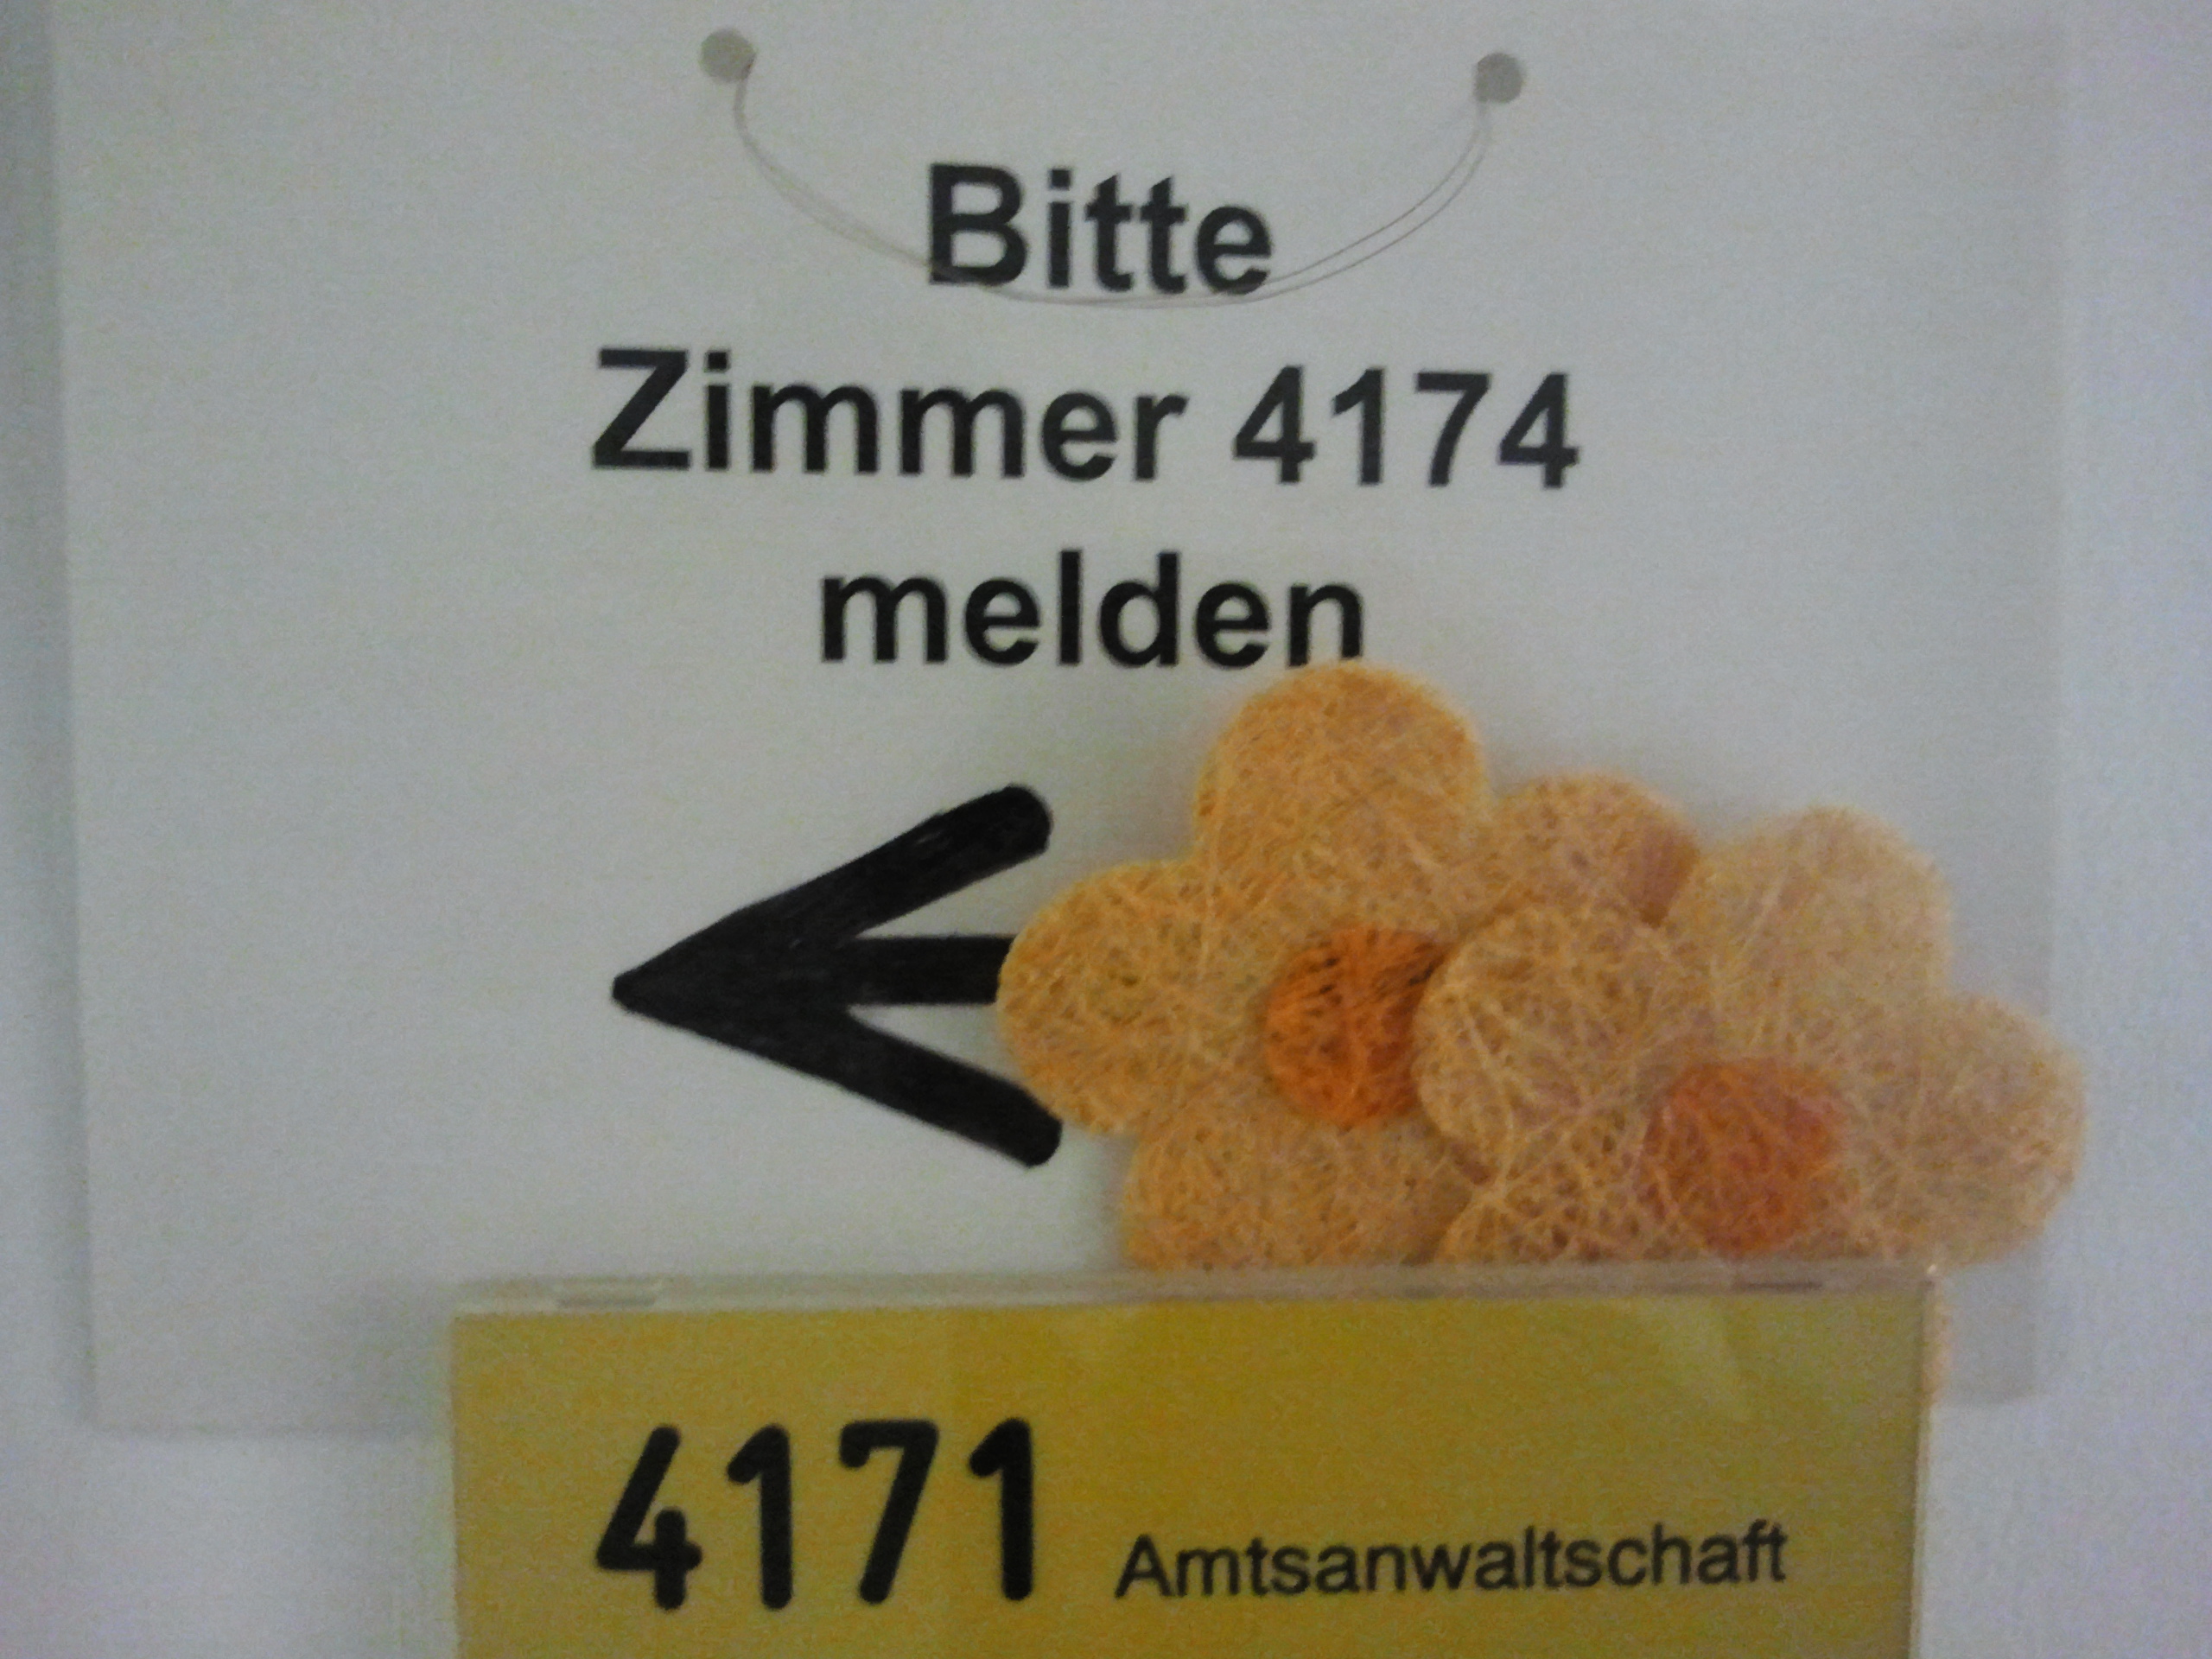 Bitte
Zimmer 4174
melden
4171 Amtsanwaltschaft